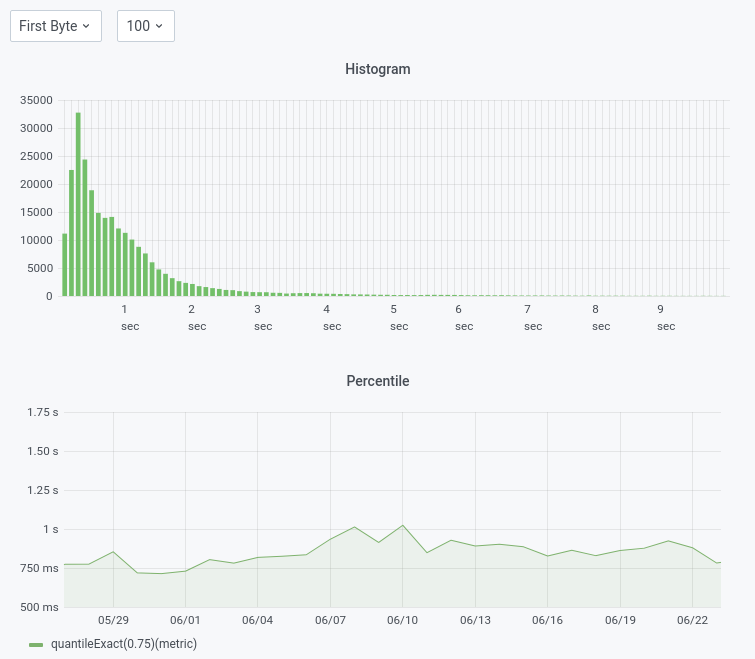 First Byte 100
Histogram
35000
30000
25000
20000
15000
10000
5000
0
1 2 3 4 5 6 7 8 9
sec sec sec sec sec sec sec sec sec
Percentile
1.75 s
1.50 s
1.25 s
1 s
750 ms
500 ms
05/29 06/01 06/04 06/07 06/10 06/13 06/16 06/19 06/22
quantileExact(0.75)(metric)